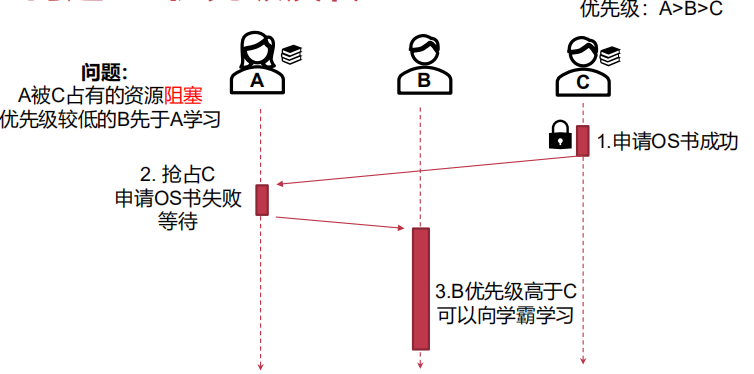 优先级：A>B>C
问题：
A被C占有的资源阻塞
优先级较低的B先于A学习
A
B
C
1.申请OS书成功
2. 抢占C
申请OS书失败
等待
3.B优先级高于C
可以向学霸学习